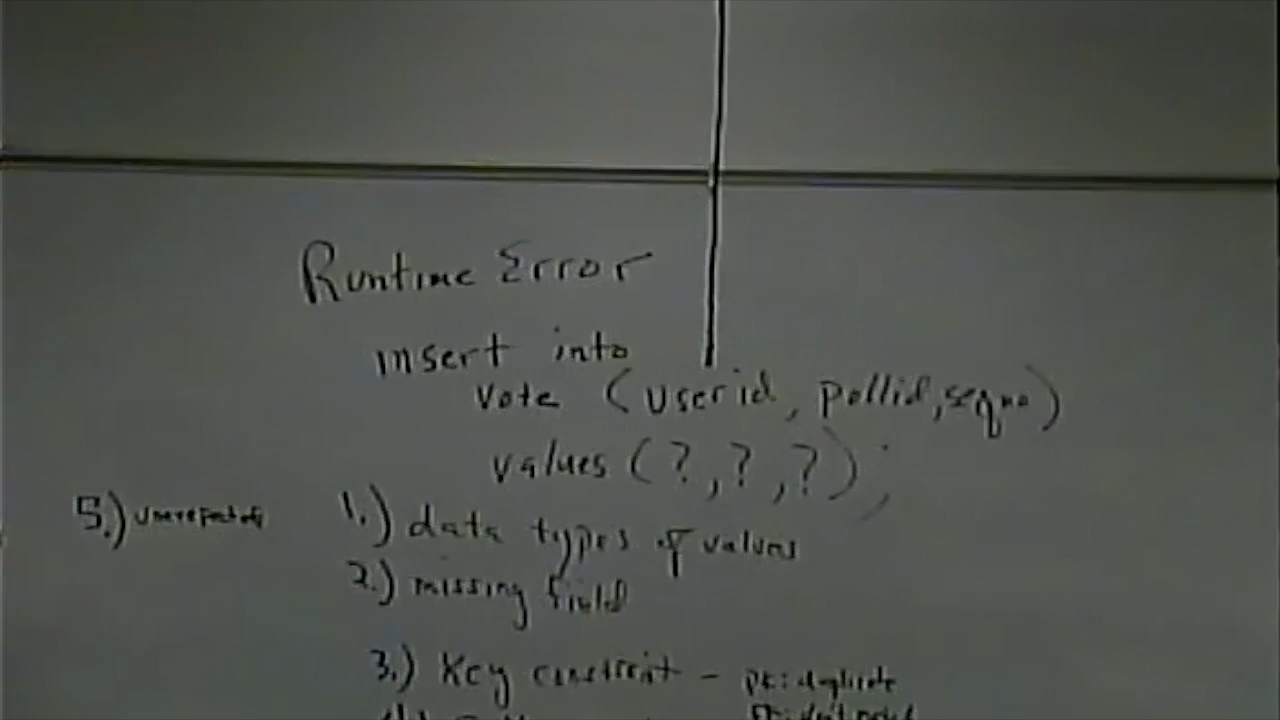 Runtime Error
insert into
vote (userid, pollid, seqno)
values (?, ?, ?);
1.) data types of values
5.) unexpected
2.) missing field
3.) Key constraint - pk: duplicate